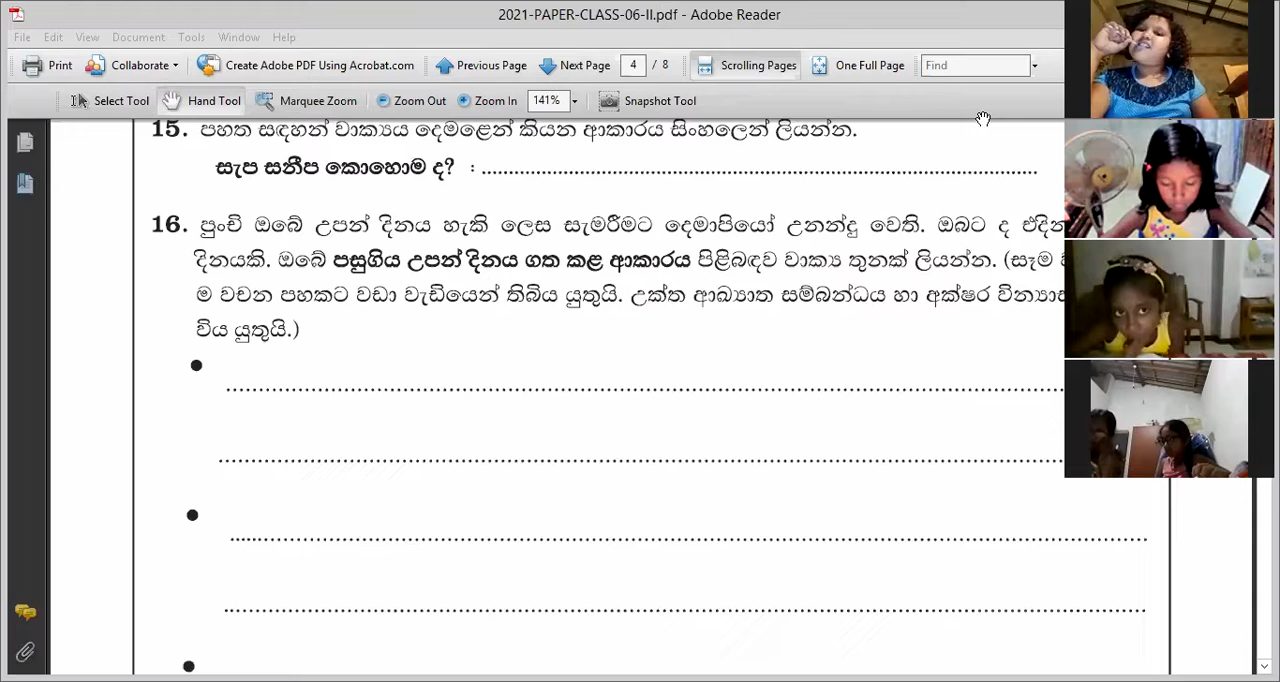 2021-PAPER-CLASS-06-II.pdf - Adobe Reader
File Edit View Document Tools Window Help
Print Collaborate Create Adobe PDF Using Acrobat.com Previous Page Next Page 4 / 8 Scrolling Pages One Full Page Find
Select Tool Hand Tool Marquee Zoom Zoom Out Zoom In 141% Snapshot Tool
15. පහත සඳහන් වාක්‍යය දෙමළෙන් කියන ආකාරය සිංහලෙන් ලියන්න.
සැප සනීප කොහොම ද? : ......................................................................................................
16. පුංචි ඔබේ උපන් දිනය හැකි ලෙස සැමරීමට දෙමාපියෝ උනන්දු වෙති. ඔබට ද එදින
දිනයකි. ඔබේ පසුගිය උපන් දිනය ගත කළ ආකාරය පිළිබඳව වාක්‍ය තුනක් ලියන්න. (සෑම
ම වචන පහකට වඩා වැඩියෙන් තිබිය යුතුයි. උක්ත ආඛ්‍යාත සම්බන්ධය හා අක්ෂර
විය යුතුයි.)